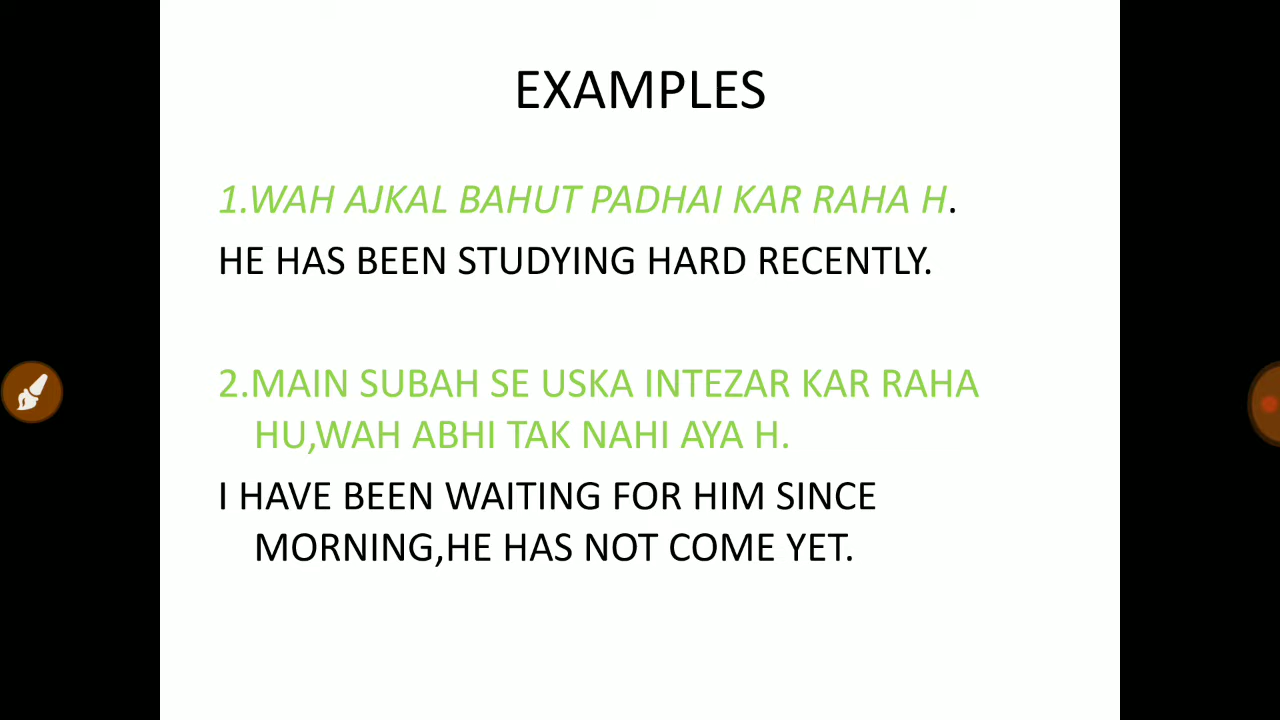 EXAMPLES
1.WAH AJKAL BAHUT PADHAI KAR RAHA H.
HE HAS BEEN STUDYING HARD RECENTLY.
2.MAIN SUBAH SE USKA INTEZAR KAR RAHA
HU,WAH ABHI TAK NAHI AYA H.
I HAVE BEEN WAITING FOR HIM SINCE
MORNING,HE HAS NOT COME YET.